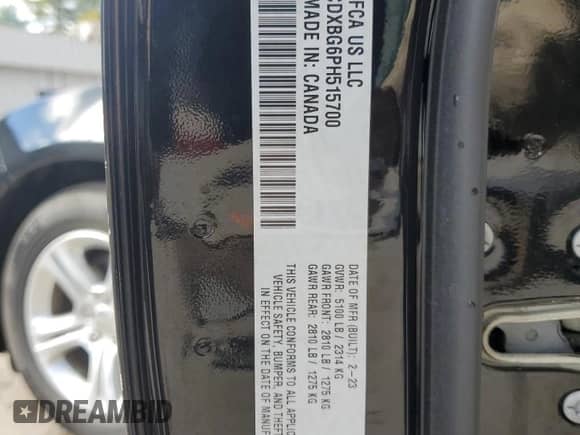 FCA US LLC
CDXBG6PH515700
MADE IN: CANADA
DATE OF MFR (BUILT): 2-23
GVWR: 5100 LB / 2314 KG
GAWR FRONT: 2810 LB / 1275 KG
GAWR REAR: 2810 LB / 1275 KG
THIS VEHICLE CONFORMS TO ALL APPLIC
VEHICLE SAFETY, BUMPER, AND THEFT
IN EFFECT ON THE DATE OF MANUF
DREAMBID